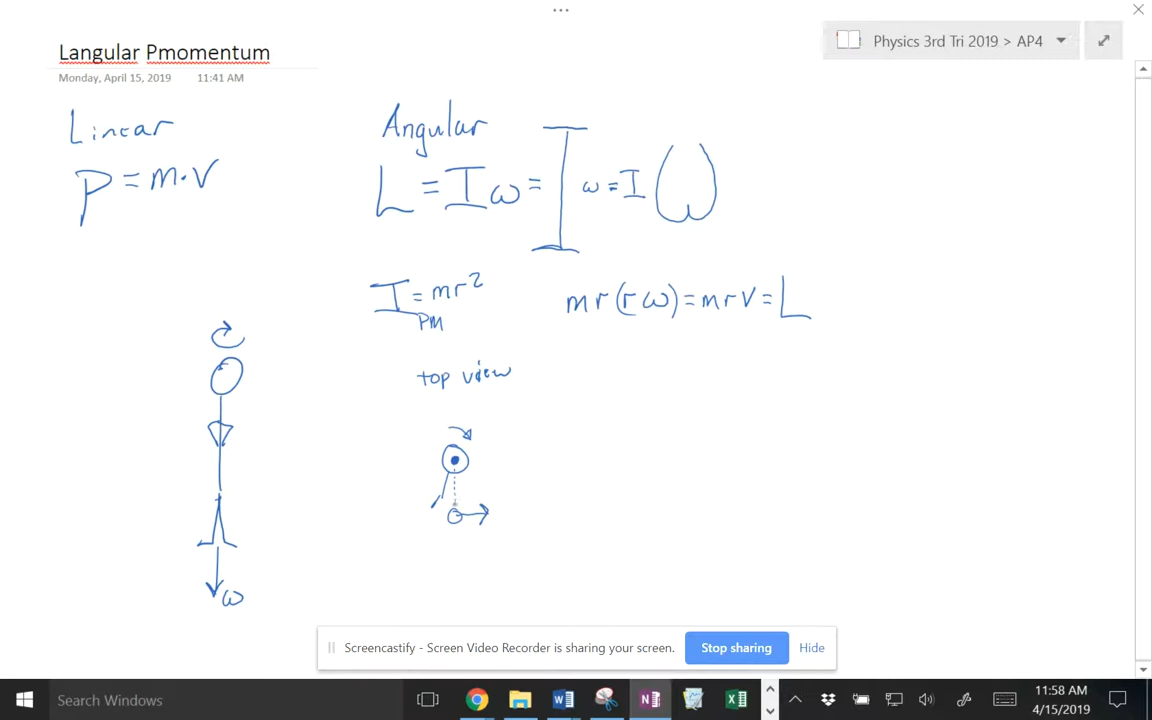 Langular Pmomentum
Monday, April 15, 2019 11:41 AM
Physics 3rd Tri 2019 > AP4
Linear
P = m·V
Angular
L = Iω = I ω = I (ω)
I = mr²
PM
mr(rω) = mrV = L
top view
ω
Screencastify - Screen Video Recorder is sharing your screen.
Stop sharing
Hide
Search Windows
11:58 AM
4/15/2019